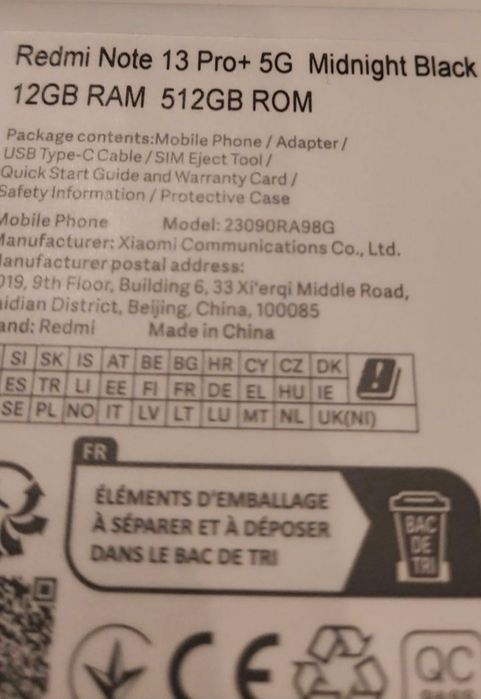 Redmi Note 13 Pro+ 5G Midnight Black
12GB RAM 512GB ROM
Package contents:Mobile Phone / Adapter /
USB Type-C Cable / SIM Eject Tool /
Quick Start Guide and Warranty Card /
Safety Information / Protective Case
Mobile Phone Model: 23090RA98G
Manufacturer: Xiaomi Communications Co., Ltd.
Manufacturer postal address:
019, 9th Floor, Building 6, 33 Xi'erqi Middle Road,
aidian District, Beijing, China, 100085
and: Redmi Made in China
SI SK IS AT BE BG HR CY CZ DK
ES TR LI EE FI FR DE EL HU IE
SE PL NO IT LV LT LU MT NL UK(NI)
FR
ÉLÉMENTS D'EMBALLAGE
À SÉPARER ET À DÉPOSER
DANS LE BAC DE TRI
BAC
DE
TRI
CE
QC